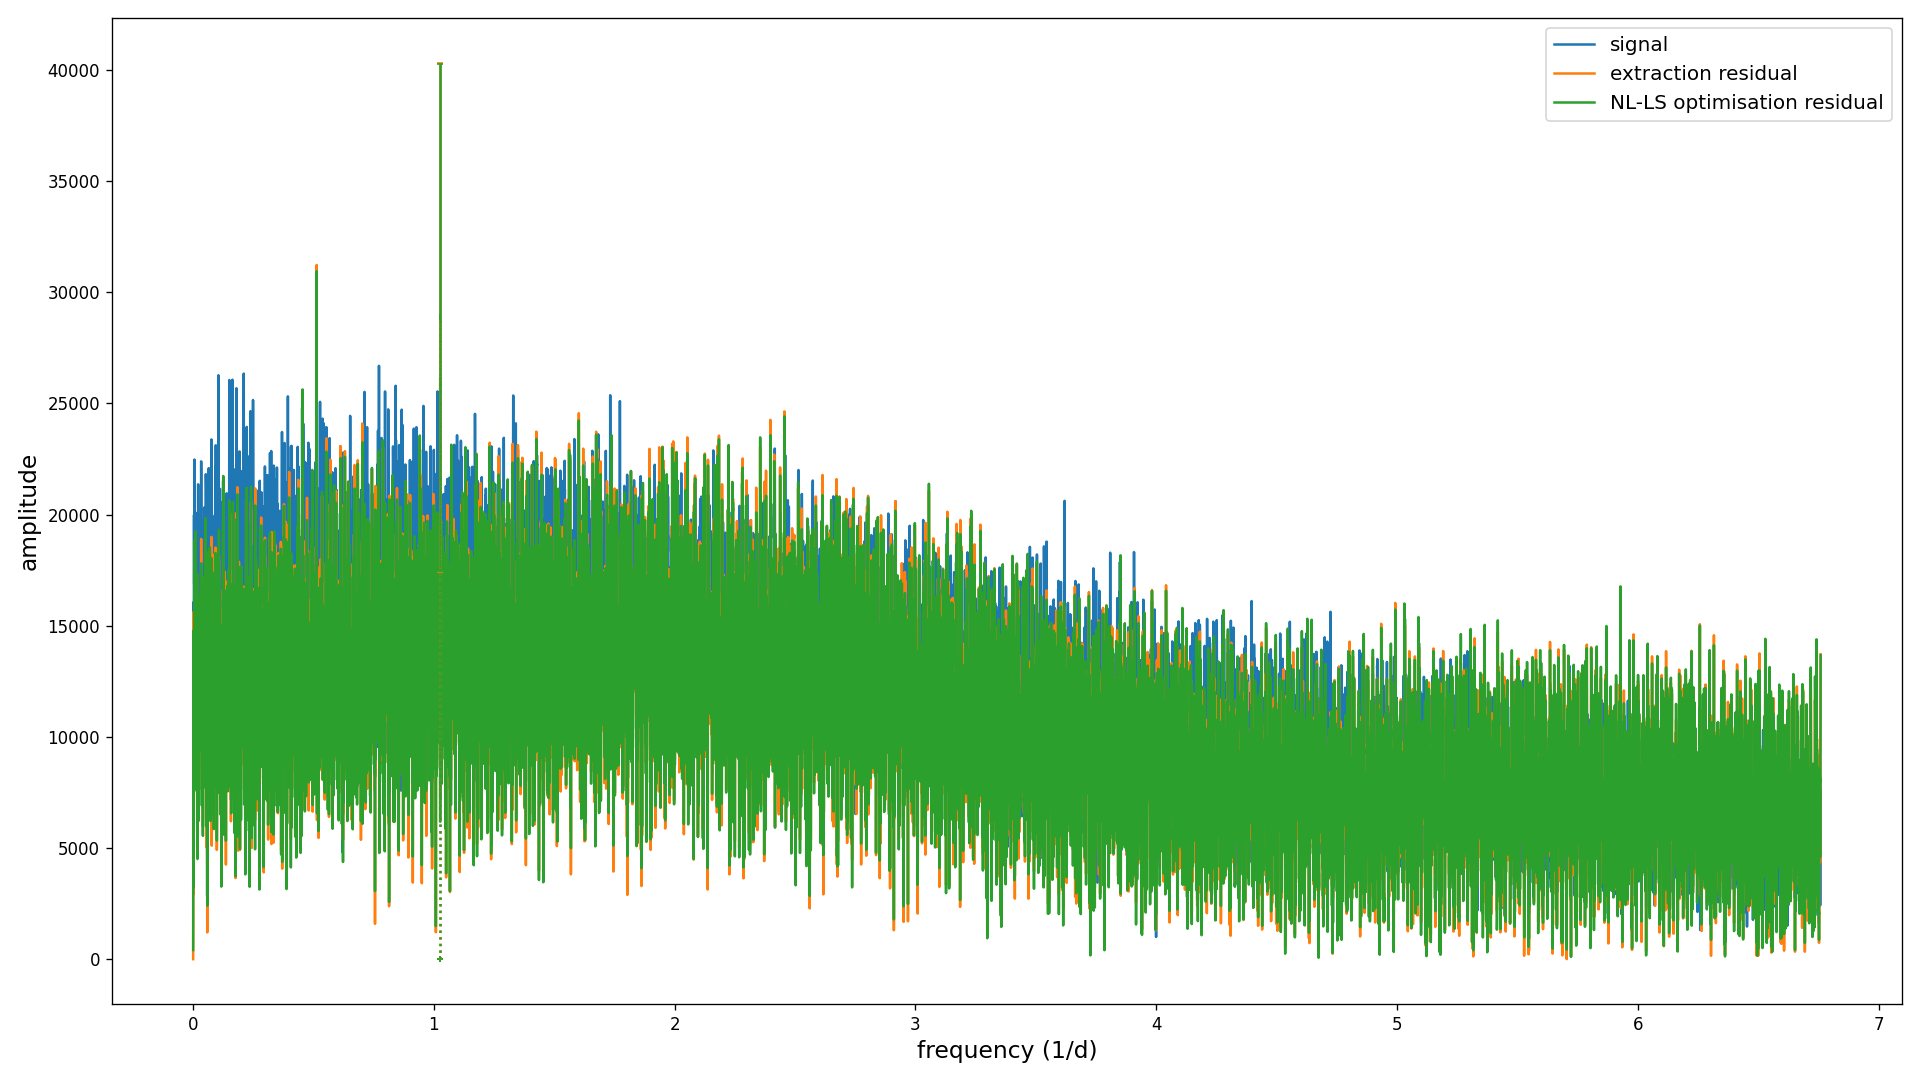 signal
extraction residual
NL-LS optimisation residual
amplitude
40000
35000
30000
25000
20000
15000
10000
5000
0
0 1 2 3 4 5 6 7
frequency (1/d)